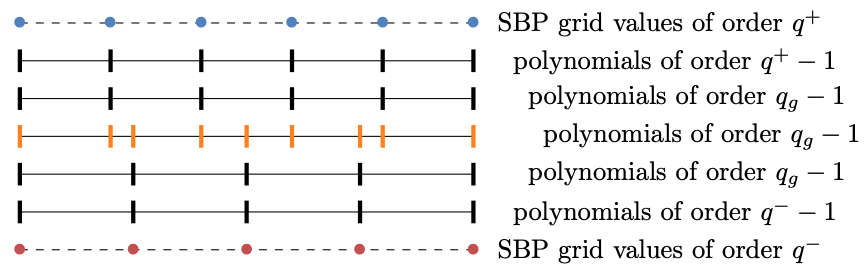 SBP grid values of order q⁺
polynomials of order q⁺ − 1
polynomials of order q_g − 1
polynomials of order q_g − 1
polynomials of order q_g − 1
polynomials of order q⁻ − 1
SBP grid values of order q⁻